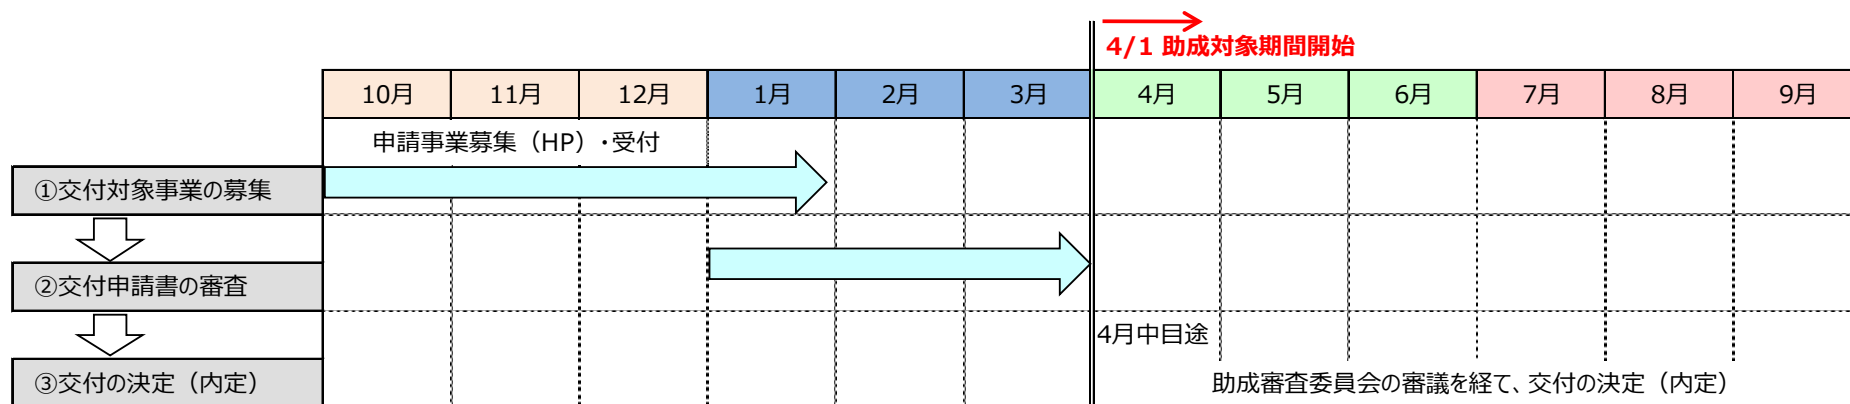 4/1 助成対象期間開始
10月 11月 12月 1月 2月 3月 4月 5月 6月 7月 8月 9月
申請事業募集（HP）・受付
①交付対象事業の募集
②交付申請書の審査
4月中目途
③交付の決定（内定）
助成審査委員会の審議を経て、交付の決定（内定）